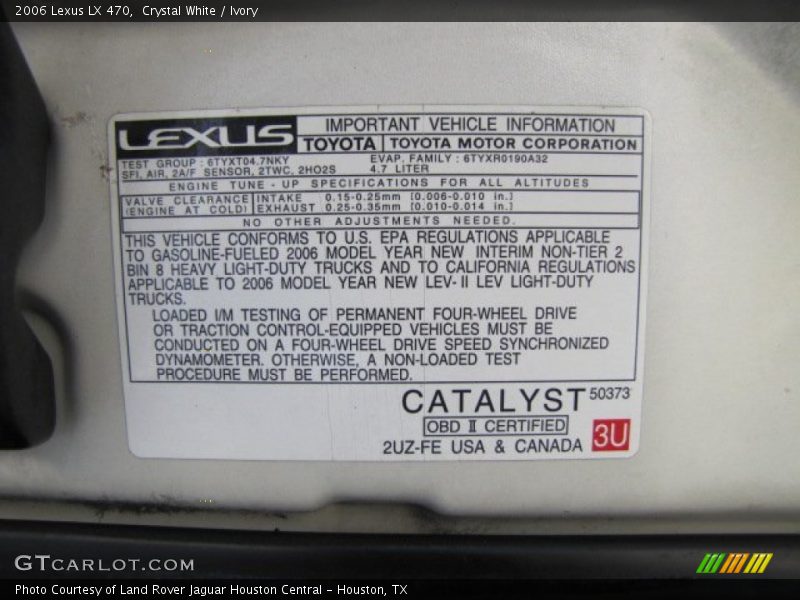 2006 Lexus LX 470,  Crystal White / Ivory
LEXUS
IMPORTANT VEHICLE INFORMATION
TOYOTA TOYOTA MOTOR CORPORATION
TEST GROUP : 6TYXT04.7NKY EVAP. FAMILY : 6TYXR0190A32
SFI, AIR, 2A/F SENSOR, 2TWC, 2HO2S 4.7 LITER
ENGINE TUNE - UP SPECIFICATIONS FOR ALL ALTITUDES
VALVE CLEARANCE INTAKE 0.15-0.25mm [0.006-0.010 in.]
(ENGINE AT COLD) EXHAUST 0.25-0.35mm [0.010-0.014 in.]
NO OTHER ADJUSTMENTS NEEDED.
THIS VEHICLE CONFORMS TO U.S. EPA REGULATIONS APPLICABLE
TO GASOLINE-FUELED 2006 MODEL YEAR NEW INTERIM NON-TIER 2
BIN 8 HEAVY LIGHT-DUTY TRUCKS AND TO CALIFORNIA REGULATIONS
APPLICABLE TO 2006 MODEL YEAR NEW LEV-II LEV LIGHT-DUTY
TRUCKS.
LOADED I/M TESTING OF PERMANENT FOUR-WHEEL DRIVE
OR TRACTION CONTROL-EQUIPPED VEHICLES MUST BE
CONDUCTED ON A FOUR-WHEEL DRIVE SPEED SYNCHRONIZED
DYNAMOMETER. OTHERWISE, A NON-LOADED TEST
PROCEDURE MUST BE PERFORMED.
CATALYST 50373
OBD II CERTIFIED
2UZ-FE USA & CANADA 3U
GTCARLOT.COM
Photo Courtesy of Land Rover Jaguar Houston Central - Houston, TX